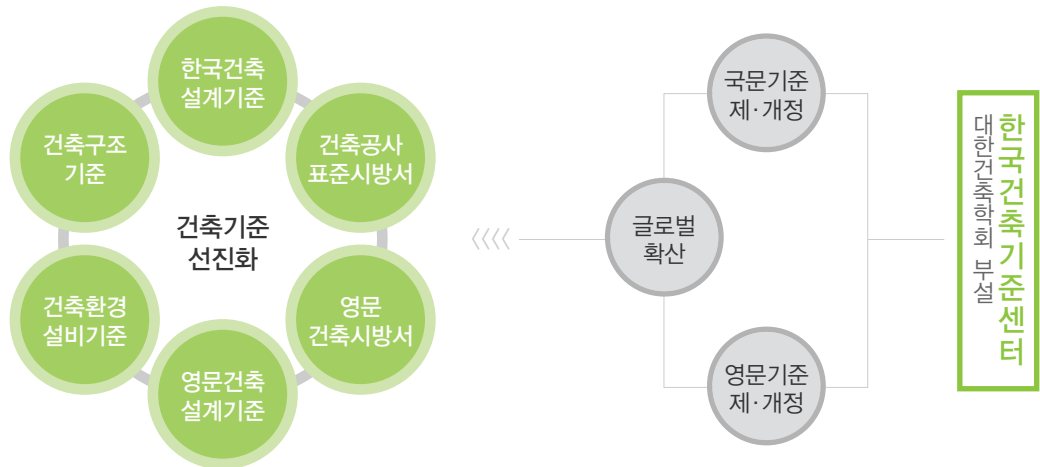 한국건축
설계기준
건축구조
기준
건축공사
표준시방서
건축기준
선진화
건축환경
설비기준
영문
건축시방서
영문건축
설계기준
국문기준
제·개정
글로벌
확산
영문기준
제·개정
대한건축학회 부설
한국건축기준센터